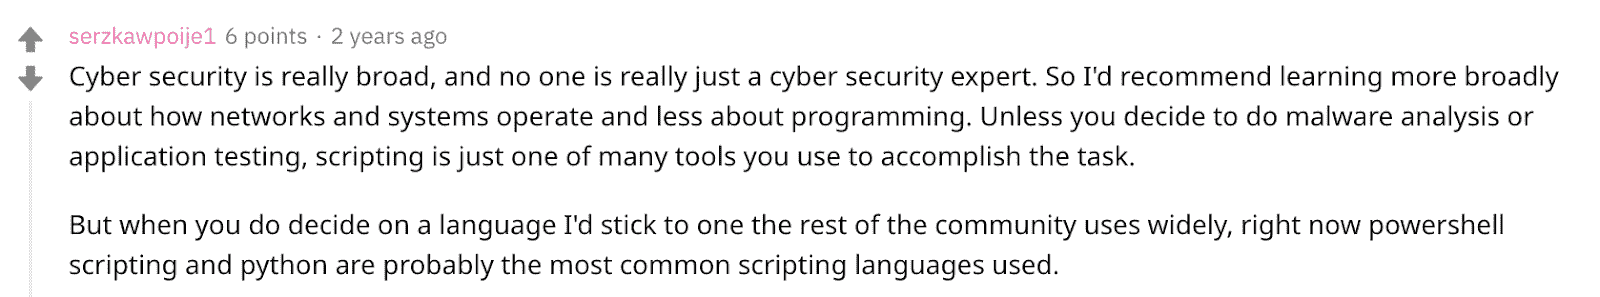 serzkawpoije1 6 points · 2 years ago
Cyber security is really broad, and no one is really just a cyber security expert. So I'd recommend learning more broadly
about how networks and systems operate and less about programming. Unless you decide to do malware analysis or
application testing, scripting is just one of many tools you use to accomplish the task.
But when you do decide on a language I'd stick to one the rest of the community uses widely, right now powershell
scripting and python are probably the most common scripting languages used.